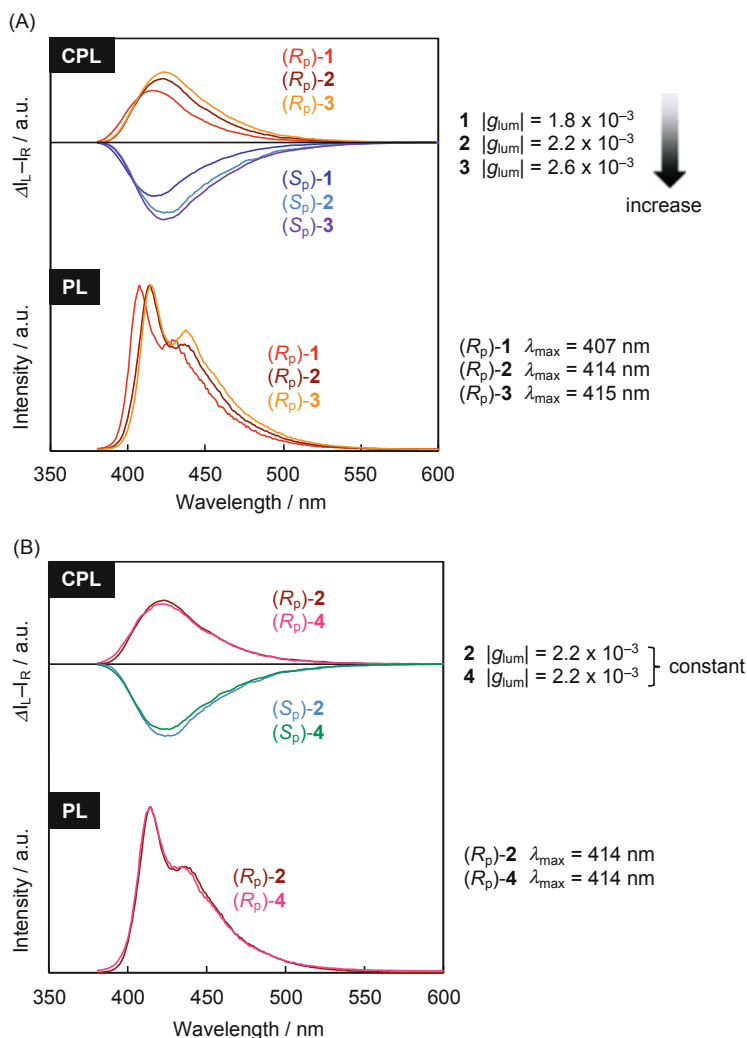 (A)
CPL
(Rp)-1
(Rp)-2
(Rp)-3
(Sp)-1
(Sp)-2
(Sp)-3
ΔIL–IR / a.u.
1 |glum| = 1.8 x 10⁻³
2 |glum| = 2.2 x 10⁻³
3 |glum| = 2.6 x 10⁻³
increase
PL
(Rp)-1
(Rp)-2
(Rp)-3
Intensity / a.u.
(Rp)-1 λmax = 407 nm
(Rp)-2 λmax = 414 nm
(Rp)-3 λmax = 415 nm
350 400 450 500 550 600
Wavelength / nm
(B)
CPL
(Rp)-2
(Rp)-4
(Sp)-2
(Sp)-4
ΔIL–IR / a.u.
2 |glum| = 2.2 x 10⁻³
4 |glum| = 2.2 x 10⁻³
constant
PL
(Rp)-2
(Rp)-4
Intensity / a.u.
(Rp)-2 λmax = 414 nm
(Rp)-4 λmax = 414 nm
350 400 450 500 550 600
Wavelength / nm